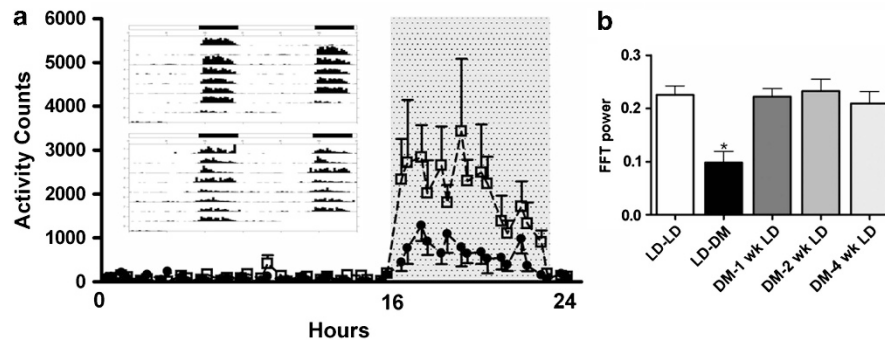 a
6000
5000
4000
3000
2000
1000
0
Activity Counts
0
16
24
Hours
b
0.3
0.2
0.1
0.0
FFT power
*
LD-LD
LD-DM
DM-1 wk LD
DM-2 wk LD
DM-4 wk LD